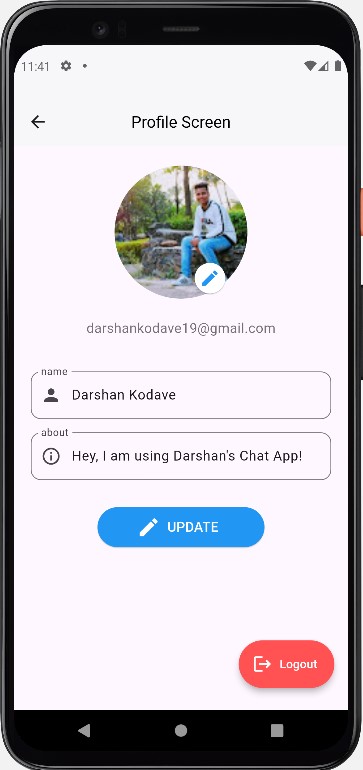 11:41
Profile Screen
darshankodave19@gmail.com
name
Darshan Kodave
about
Hey, I am using Darshan's Chat App!
UPDATE
Logout